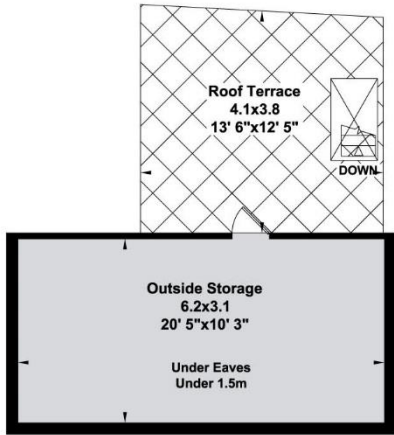 Roof Terrace
4.1x3.8
13' 6"x12' 5"
DOWN
Outside Storage
6.2x3.1
20' 5"x10' 3"
Under Eaves
Under 1.5m